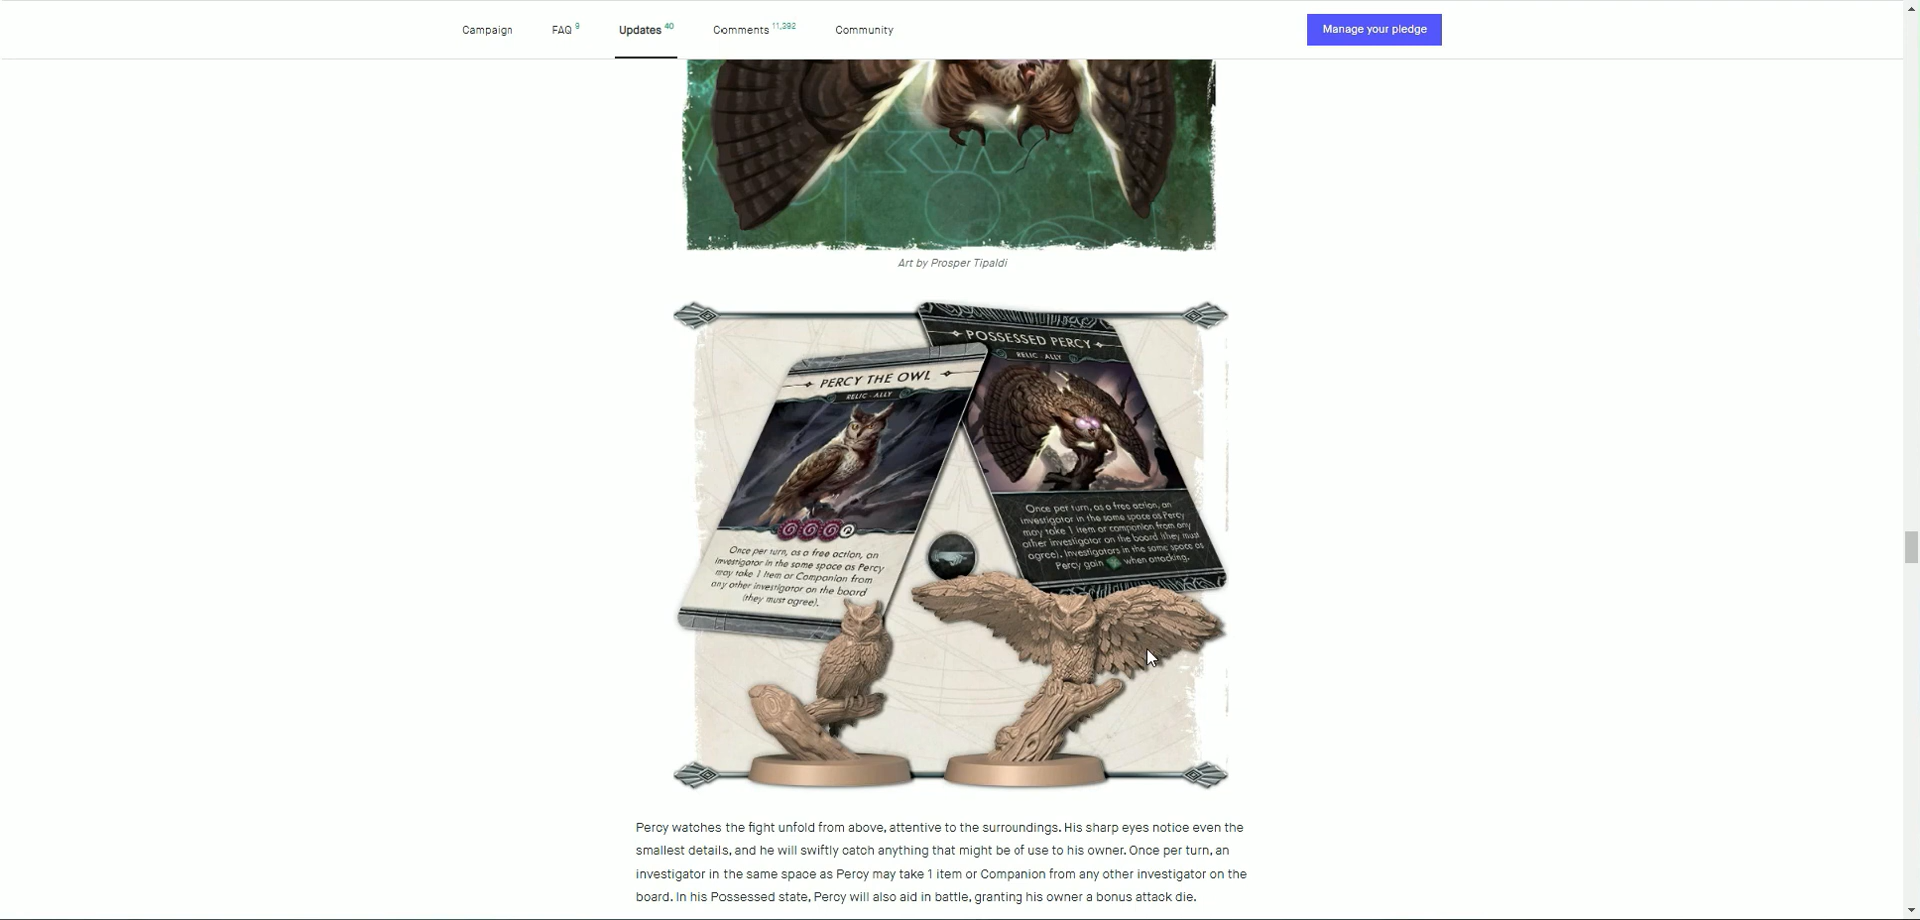 Campaign
FAQ 9
Updates 40
Comments 11,392
Community
Manage your pledge
Art by Prosper Tipaldi
POSSESSED PERCY
RELIC - ALLY
PERCY THE OWL
RELIC - ALLY
Once per turn, as a free action, an
investigator in the same space as Percy
may take 1 item or companion from any
other investigator on the board (they must
agree). Investigators in the same space as
Percy gain when attacking.
Once per turn, as a free action, an
investigator in the same space as Percy
may take 1 Item or Companion from
any other investigator on the board
(they must agree).
Percy watches the fight unfold from above, attentive to the surroundings. His sharp eyes notice even the
smallest details, and he will swiftly catch anything that might be of use to his owner. Once per turn, an
investigator in the same space as Percy may take 1 item or Companion from any other investigator on the
board. In his Possessed state, Percy will also aid in battle, granting his owner a bonus attack die.